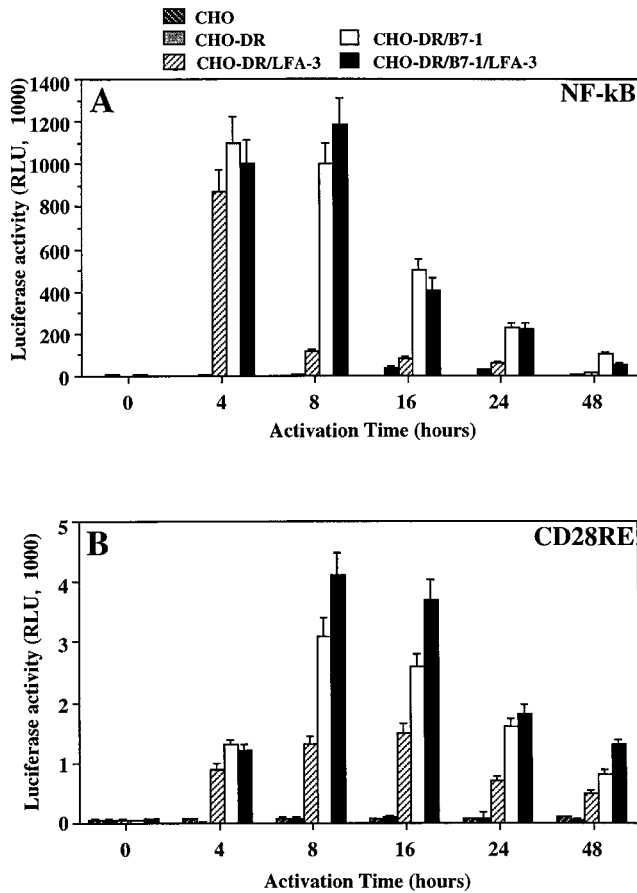 CHO
CHO-DR CHO-DR/B7-1
CHO-DR/LFA-3 CHO-DR/B7-1/LFA-3
A NF-kB
Luciferase activity (RLU, 1000)
1400
1200
1000
800
600
400
200
0
0 4 8 16 24 48
Activation Time (hours)
B CD28RE
Luciferase activity (RLU, 1000)
5
4
3
2
1
0
0 4 8 16 24 48
Activation Time (hours)